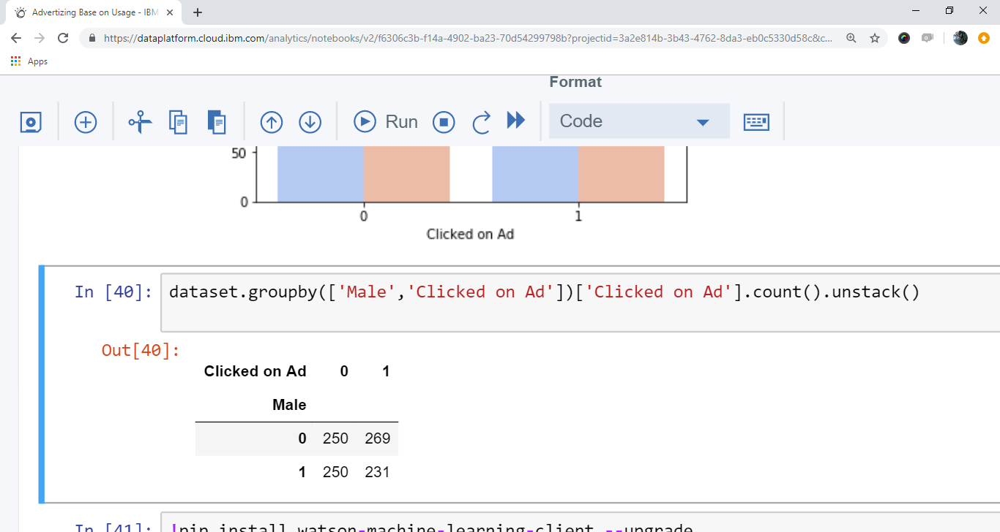 Advertizing Base on Usage - IBM
https://dataplatform.cloud.ibm.com/analytics/notebooks/v2/f6306c3b-f14a-4902-ba23-70d54299798b?projectid=3a2e814b-3b43-4762-8da3-eb0c5330d58c&c...
Apps
Format
Run
Code
50
0
0 1
Clicked on Ad
In [40]: dataset.groupby(['Male','Clicked on Ad'])['Clicked on Ad'].count().unstack()
Out[40]:
Clicked on Ad 0 1
Male
0 250 269
1 250 231
In [41]: !pip install watson-machine-learning-client --upgrade